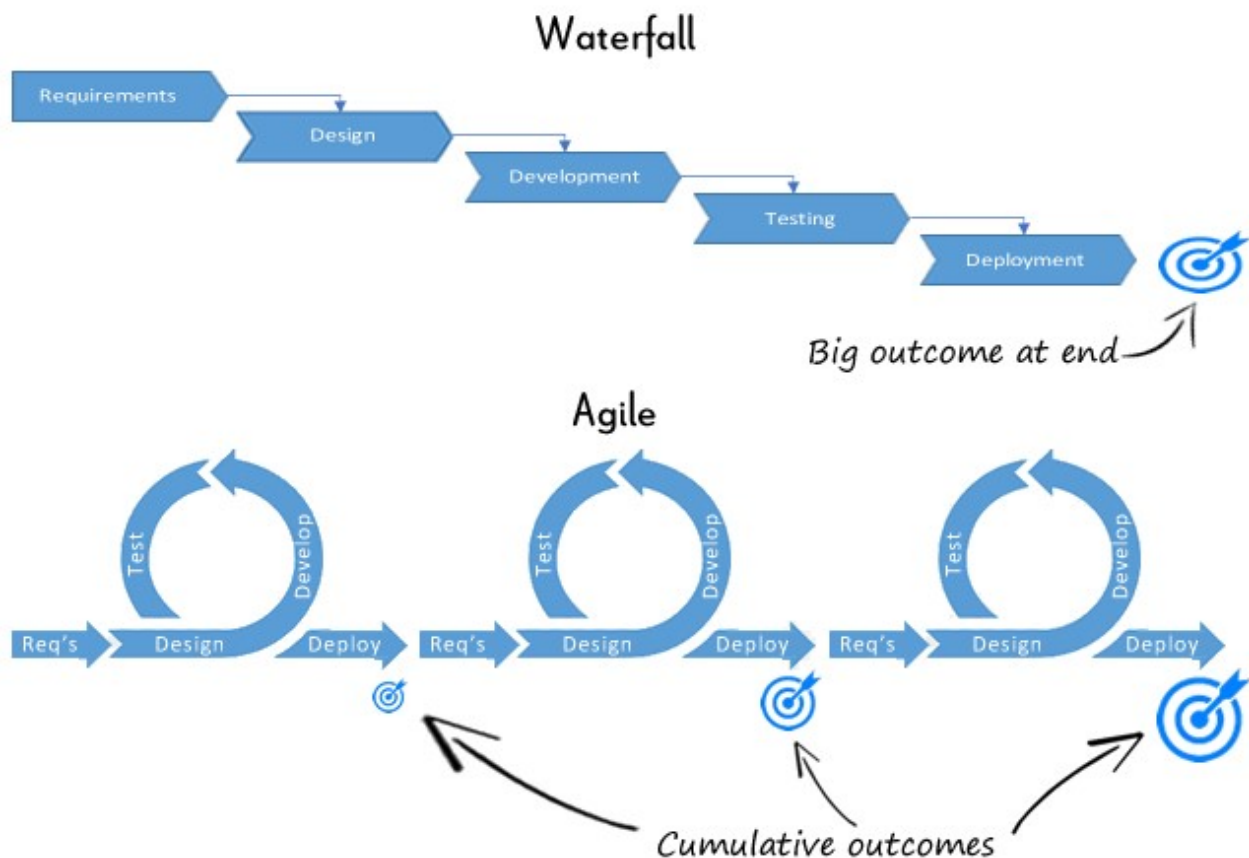 Waterfall
Requirements
Design
Development
Testing
Deployment
Big outcome at end
Agile
Test
Develop
Req's
Design
Deploy
Test
Develop
Req's
Design
Deploy
Test
Develop
Req's
Design
Deploy
Cumulative outcomes